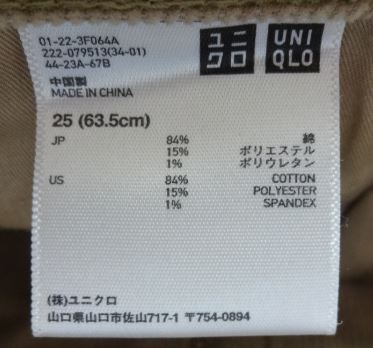 01-22-3F064A
222-079513(34-01)
44-23A-67B
ユニクロ
UNIQLO
中国製
MADE IN CHINA
25 (63.5cm)
JP 84% 綿
15% ポリエステル
1% ポリウレタン
US 84% COTTON
15% POLYESTER
1% SPANDEX
(株)ユニクロ
山口県山口市佐山717-1 〒754-0894